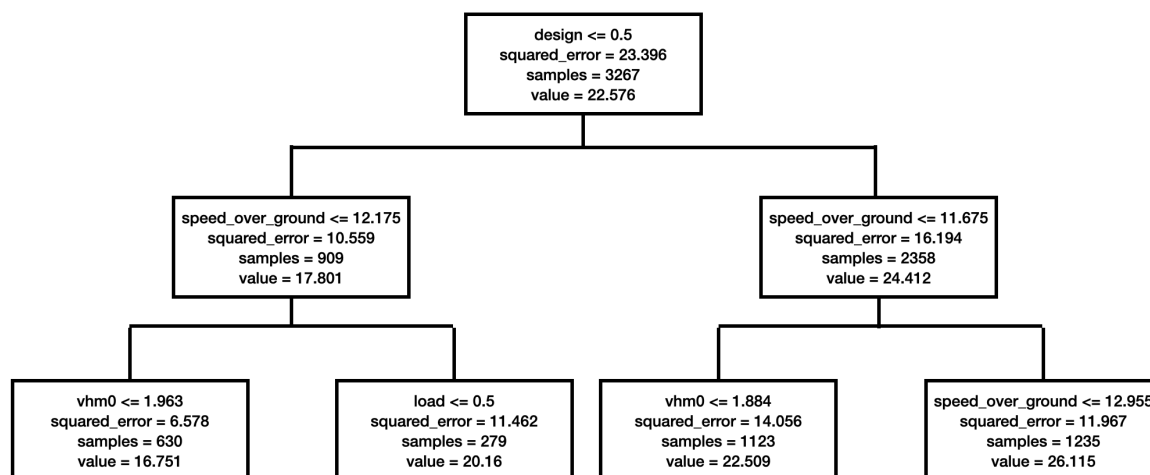 design <= 0.5
squared_error = 23.396
samples = 3267
value = 22.576
speed_over_ground <= 12.175
squared_error = 10.559
samples = 909
value = 17.801
speed_over_ground <= 11.675
squared_error = 16.194
samples = 2358
value = 24.412
vhm0 <= 1.963
squared_error = 6.578
samples = 630
value = 16.751
load <= 0.5
squared_error = 11.462
samples = 279
value = 20.16
vhm0 <= 1.884
squared_error = 14.056
samples = 1123
value = 22.509
speed_over_ground <= 12.955
squared_error = 11.967
samples = 1235
value = 26.115